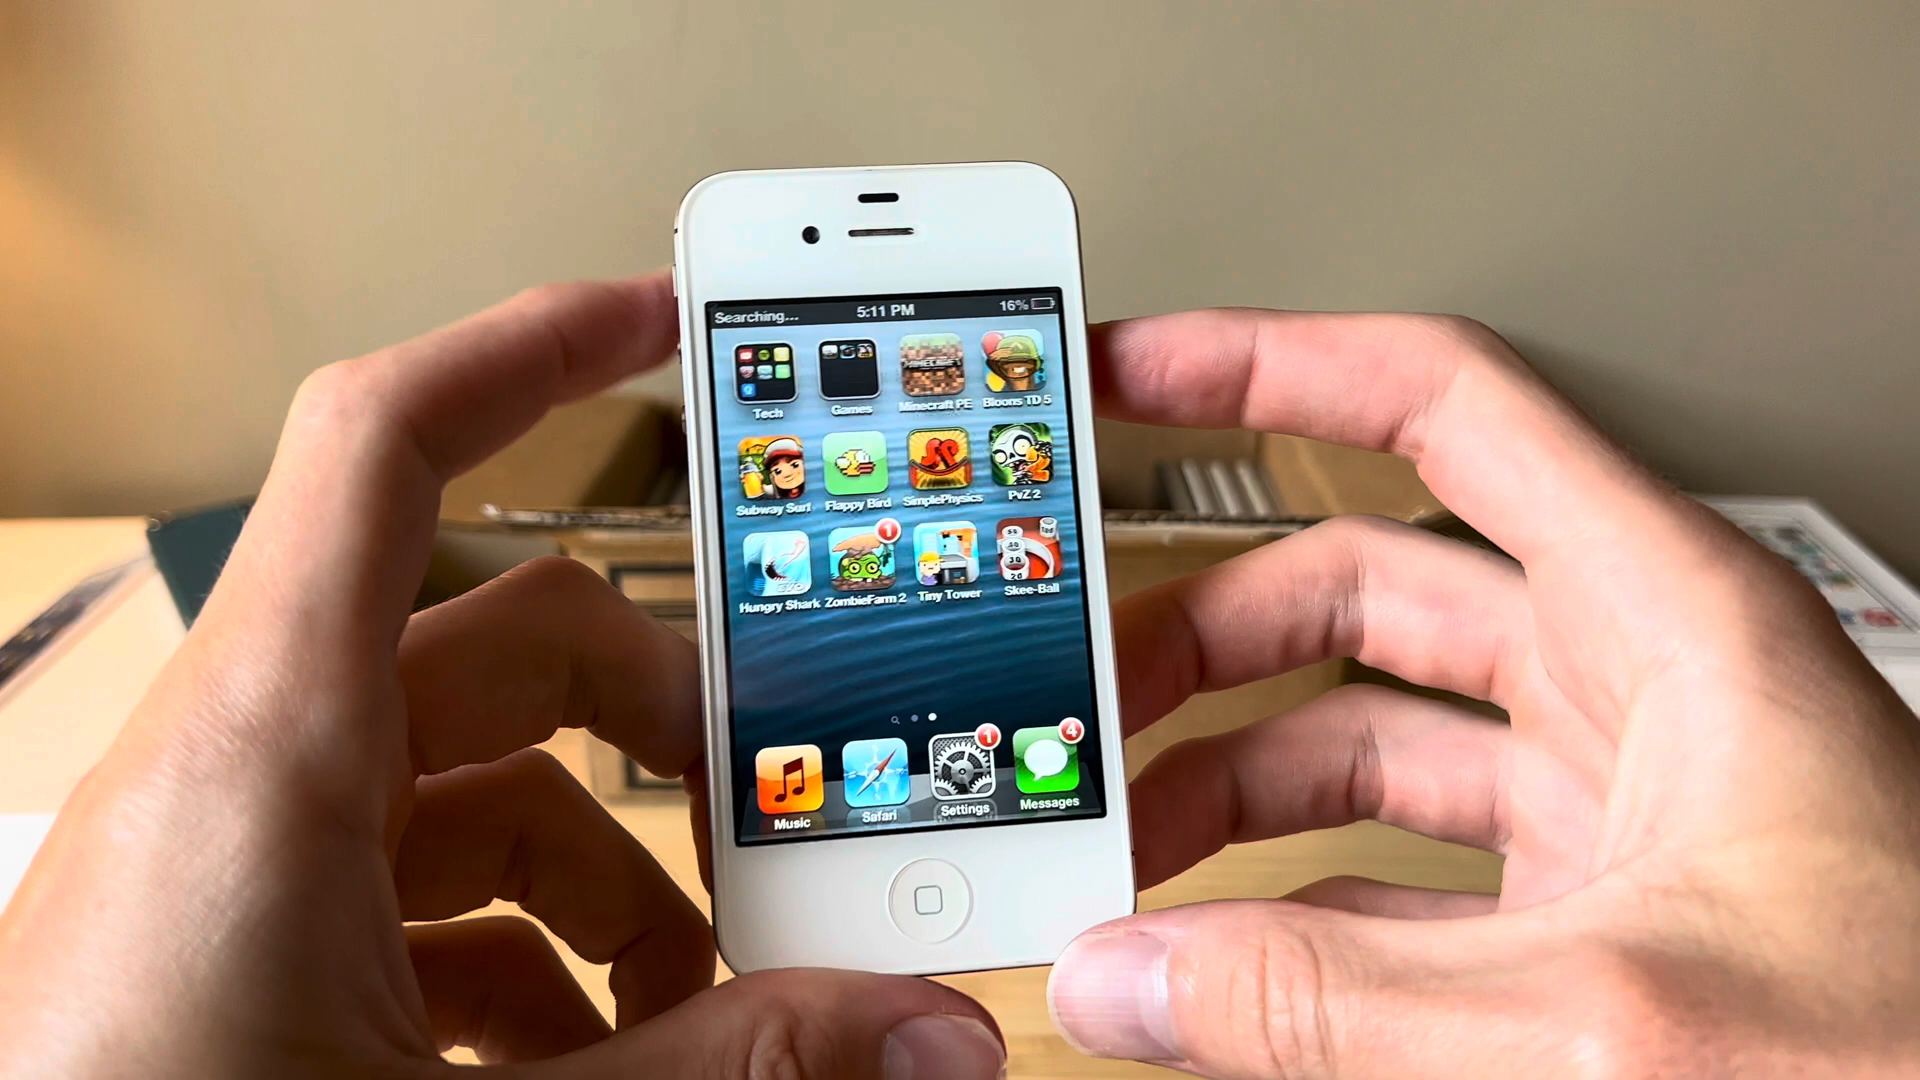 Searching... 5:11 PM 16%
Tech Games Minecraft PE Bloons TD 5
Subway Surf Flappy Bird SimplePhysics PvZ 2
1
Hungry Shark ZombieFarm 2 Tiny Tower Skee-Ball
1 4
Music Safari Settings Messages